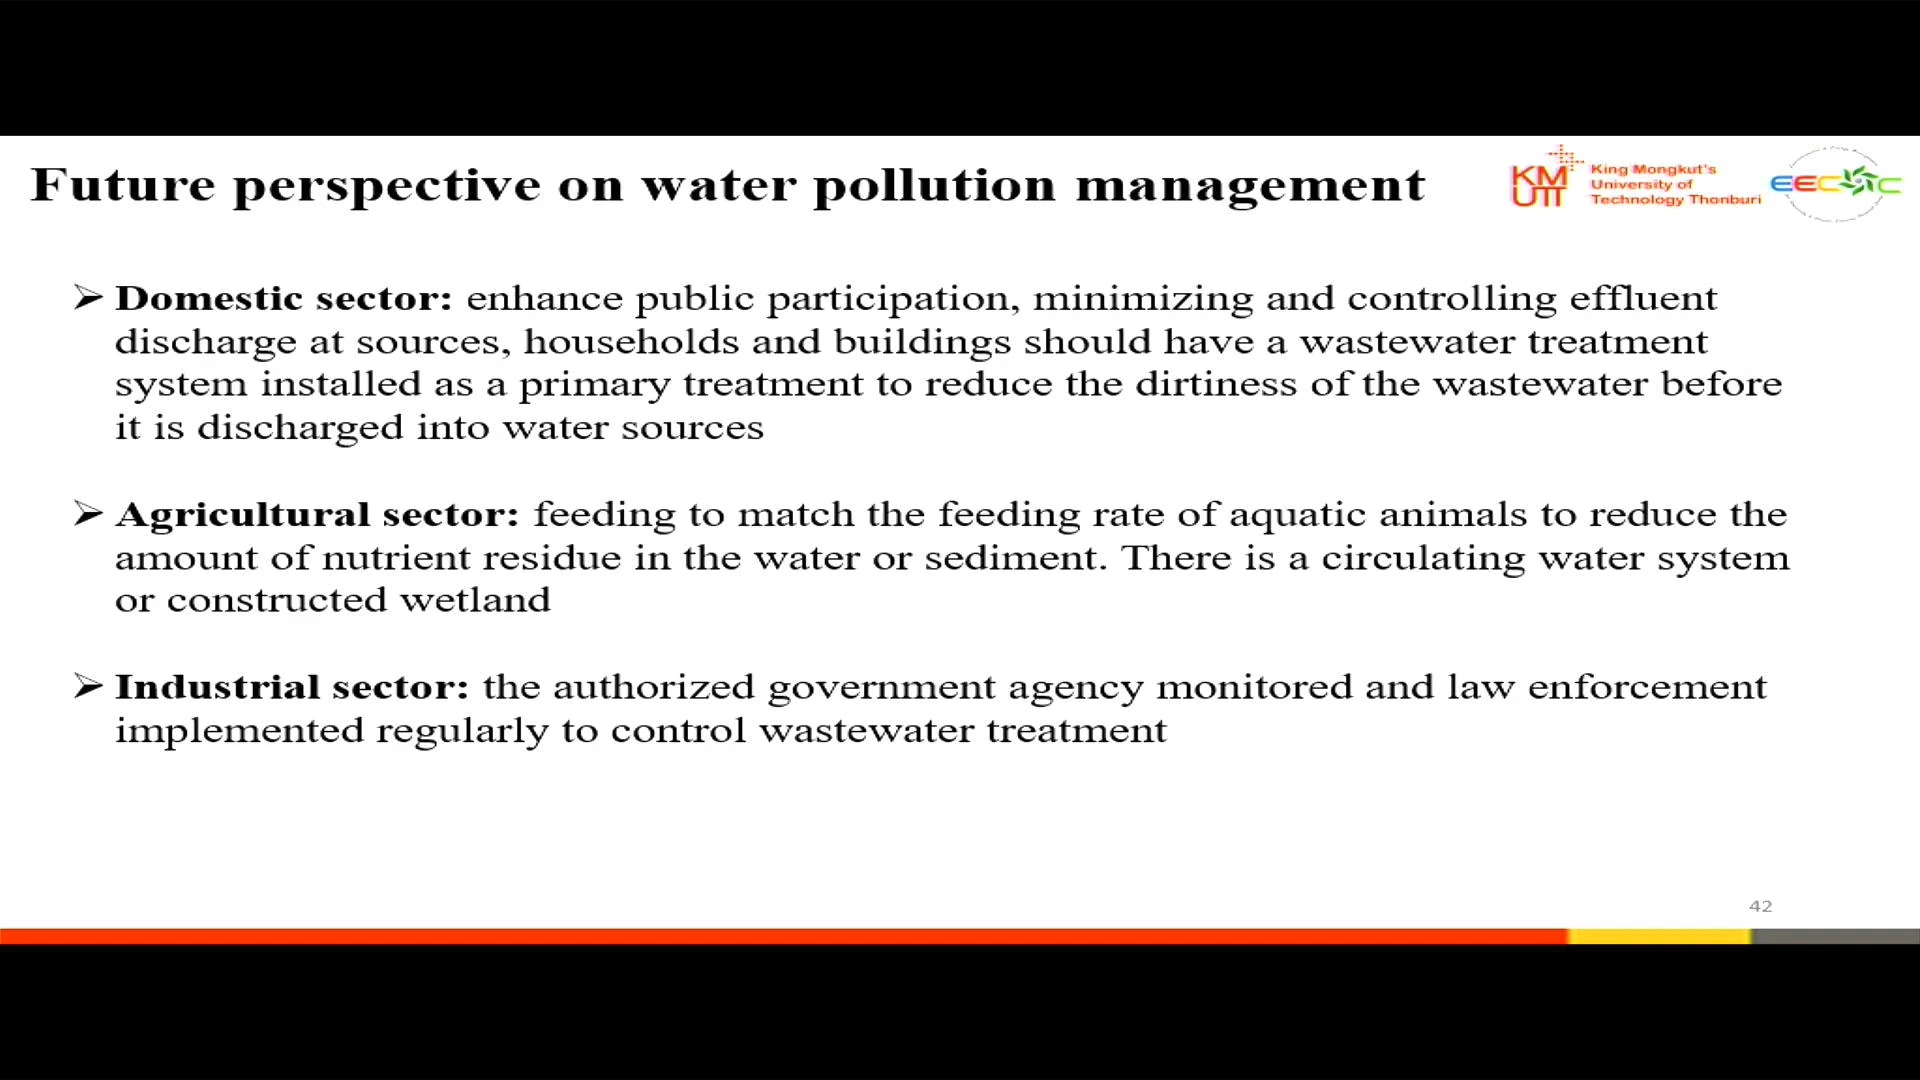 Future perspective on water pollution management
KM
UTT
King Mongkut's
University of
Technology Thonburi
EEC
C
➢ Domestic sector: enhance public participation, minimizing and controlling effluent
discharge at sources, households and buildings should have a wastewater treatment
system installed as a primary treatment to reduce the dirtiness of the wastewater before
it is discharged into water sources
➢ Agricultural sector: feeding to match the feeding rate of aquatic animals to reduce the
amount of nutrient residue in the water or sediment. There is a circulating water system
or constructed wetland
➢ Industrial sector: the authorized government agency monitored and law enforcement
implemented regularly to control wastewater treatment
42